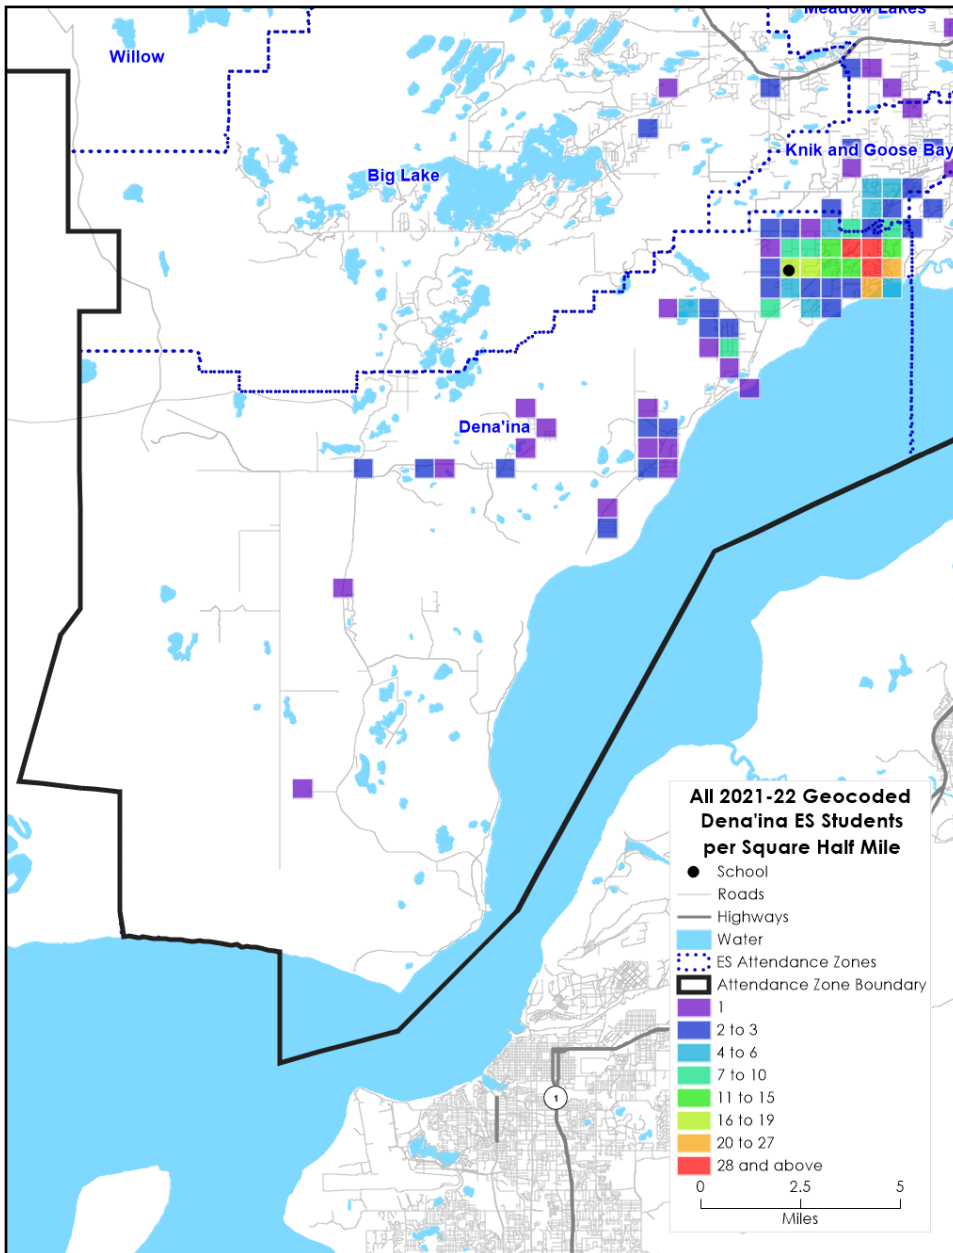 Meadow Lakes
Willow
Knik and Goose Bay
Big Lake
Dena'ina
All 2021-22 Geocoded
Dena'ina ES Students
per Square Half Mile
School
Roads
Highways
Water
ES Attendance Zones
Attendance Zone Boundary
1
2 to 3
4 to 6
7 to 10
11 to 15
16 to 19
20 to 27
28 and above
0 2.5 5
Miles
1